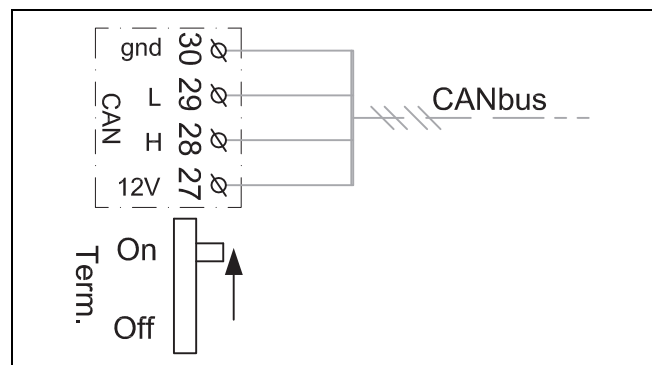 gnd 30
L 29
CANbus
CAN
H 28
12V 27
On
Term.
Off